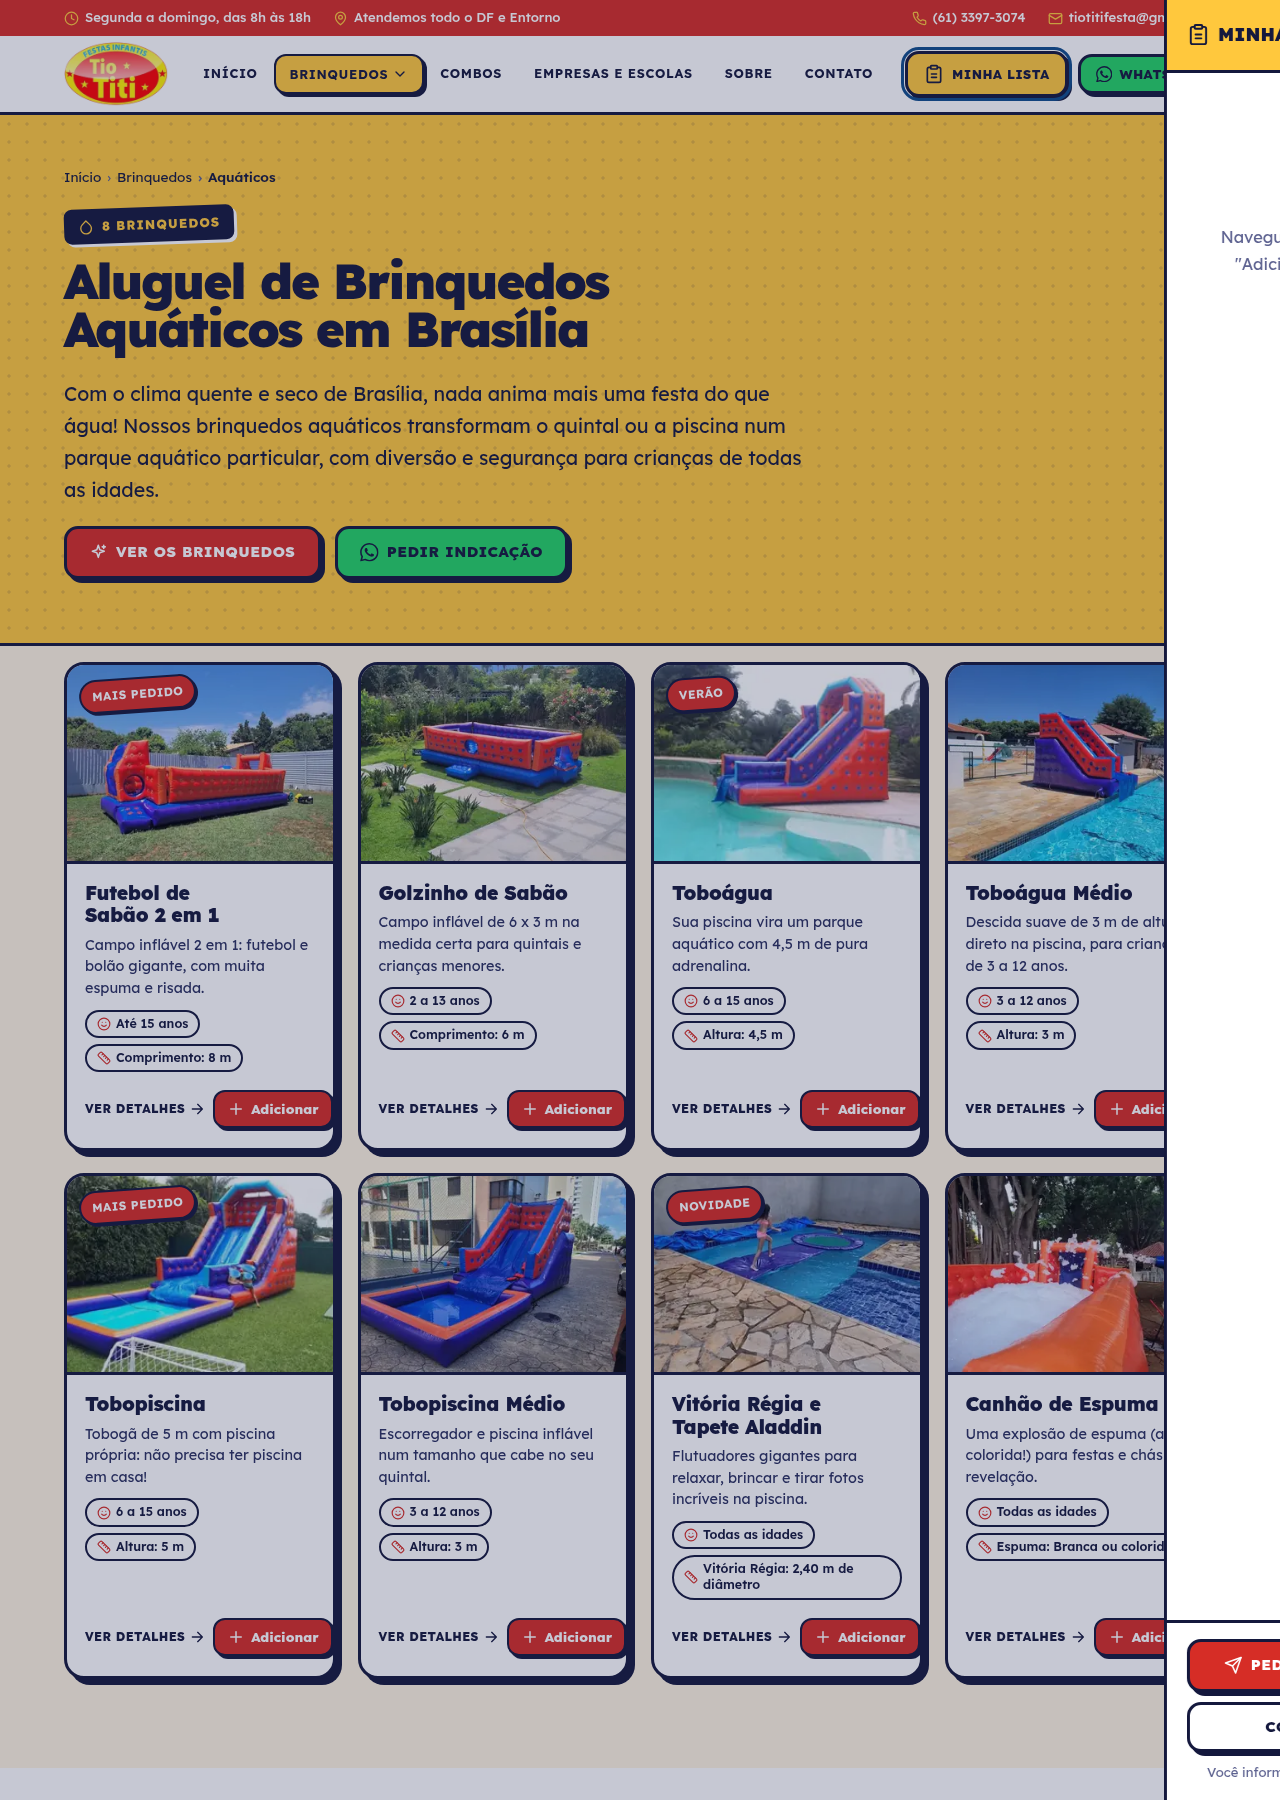 Segunda a domingo, das 8h às 18h
Atendemos todo o DF e Entorno
(61) 3397-3074
FESTAS INFANTIS
Tio
Titi
INÍCIO
BRINQUEDOS
COMBOS
EMPRESAS E ESCOLAS
SOBRE
CONTATO
MINHA LISTA
Início › Brinquedos › Aquáticos
8 BRINQUEDOS
Aluguel de Brinquedos
Aquáticos em Brasília
Com o clima quente e seco de Brasília, nada anima mais uma festa do que
água! Nossos brinquedos aquáticos transformam o quintal ou a piscina num
parque aquático particular, com diversão e segurança para crianças de todas
as idades.
VER OS BRINQUEDOS
PEDIR INDICAÇÃO
MAIS PEDIDO
Futebol de
Sabão 2 em 1
Campo inflável 2 em 1: futebol e
bolão gigante, com muita
espuma e risada.
Até 15 anos
Comprimento: 8 m
VER DETALHES →
+ Adicionar
Golzinho de Sabão
Campo inflável de 6 x 3 m na
medida certa para quintais e
crianças menores.
2 a 13 anos
Comprimento: 6 m
VER DETALHES →
+ Adicionar
VERÃO
Toboágua
Sua piscina vira um parque
aquático com 4,5 m de pura
adrenalina.
6 a 15 anos
Altura: 4,5 m
VER DETALHES →
+ Adicionar
Toboágua Médio
Descida suave de 3 m de
direto na piscina, para
de 3 a 12 anos.
3 a 12 anos
Altura: 3 m
VER DETALHES →
MAIS PEDIDO
Tobopiscina
Tobogã de 5 m com piscina
própria: não precisa ter piscina
em casa!
6 a 15 anos
Altura: 5 m
VER DETALHES →
+ Adicionar
Tobopiscina Médio
Escorregador e piscina inflável
num tamanho que cabe no seu
quintal.
3 a 12 anos
Altura: 3 m
VER DETALHES →
+ Adicionar
NOVIDADE
Vitória Régia e
Tapete Aladdin
Flutuadores gigantes para
relaxar, brincar e tirar fotos
incríveis na piscina.
Todas as idades
Vitória Régia: 2,40 m de
diâmetro
VER DETALHES →
+ Adicionar
Canhão de Espuma
Uma explosão de espuma
colorida!) para festas e chás
revelação.
Todas as idades
Espuma: Branca ou
VER DETALHES →
Você